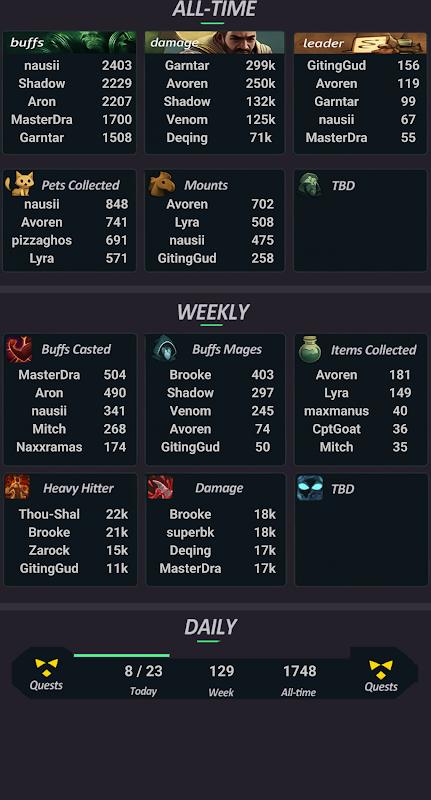 ALL-TIME
buffs
nausii 2403
Shadow 2229
Aron 2207
MasterDra 1700
Garntar 1508
damage
Garntar 299k
Avoren 250k
Shadow 132k
Venom 125k
Deqing 71k
leader
GitingGud 156
Avoren 119
Garntar 99
nausii 67
MasterDra 55
Pets Collected
nausii 848
Avoren 741
pizzaghos 691
Lyra 571
Mounts
Avoren 702
Lyra 508
nausii 475
GitingGud 258
TBD
WEEKLY
Buffs Casted
MasterDra 504
Aron 490
nausii 341
Mitch 268
Naxxramas 174
Buffs Mages
Brooke 403
Shadow 297
Venom 245
Avoren 74
GitingGud 50
Items Collected
Avoren 181
Lyra 149
maxmanus 40
CptGoat 36
Mitch 35
Heavy Hitter
Thou-Shal 22k
Brooke 21k
Zarock 15k
GitingGud 11k
Damage
Brooke 18k
superbk 18k
Deqing 17k
MasterDra 17k
TBD
DAILY
Quests
8 / 23
Today
129
Week
1748
All-time
Quests